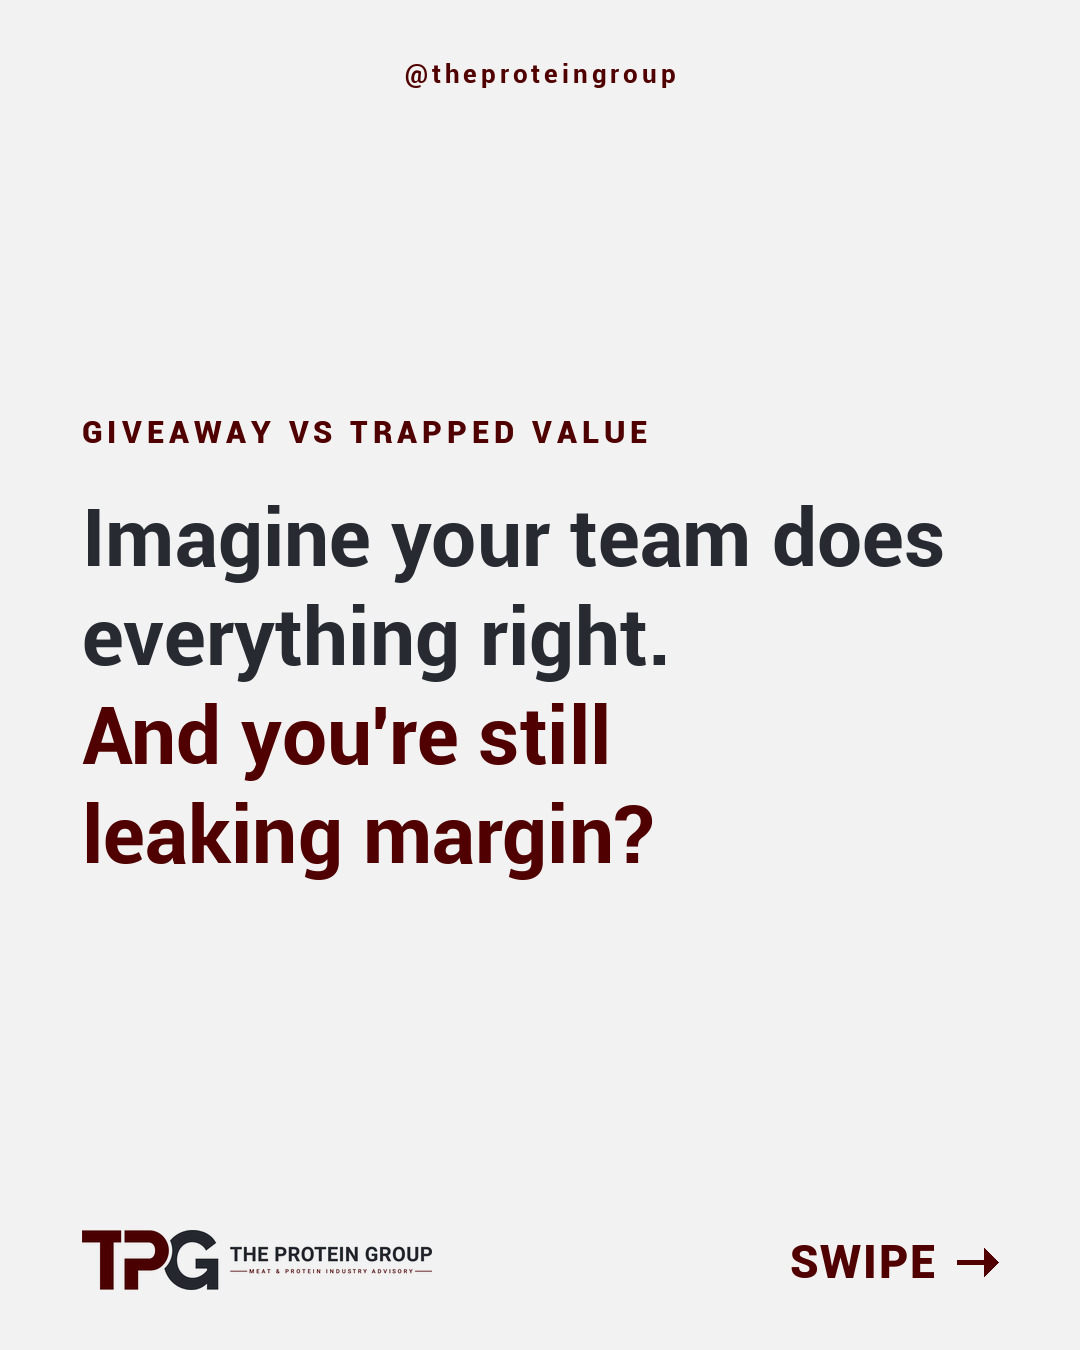 @theproteingroup
GIVEAWAY VS TRAPPED VALUE
Imagine your team does
everything right.
And you're still
leaking margin?
TPG
THE PROTEIN GROUP
MEAT & PROTEIN INDUSTRY ADVISORY
SWIPE →